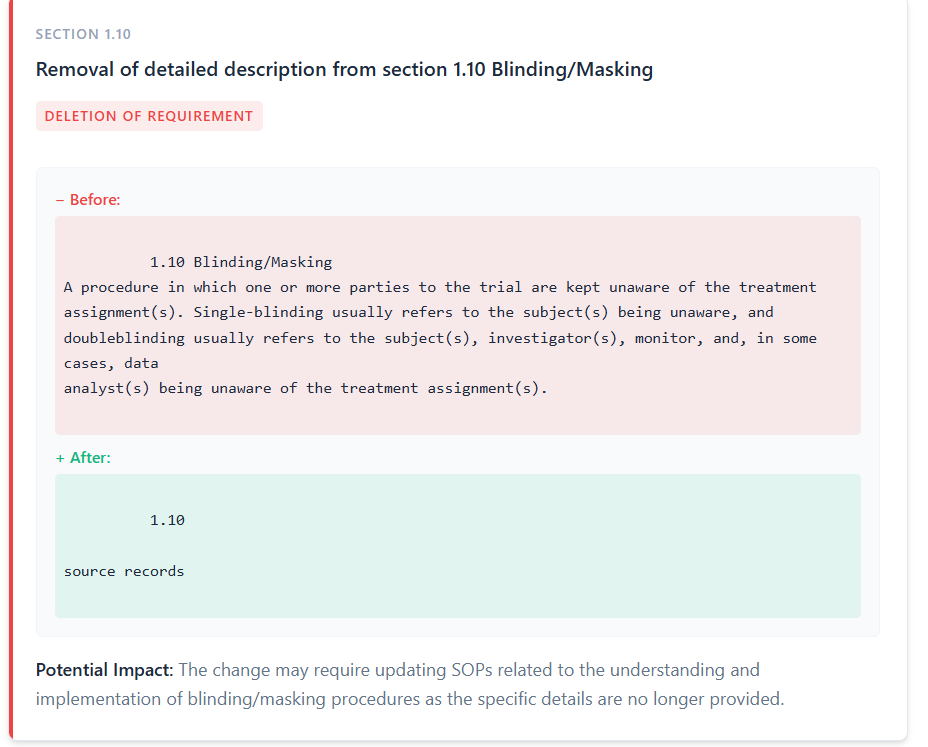 SECTION 1.10
Removal of detailed description from section 1.10 Blinding/Masking
DELETION OF REQUIREMENT
– Before:
1.10 Blinding/Masking
A procedure in which one or more parties to the trial are kept unaware of the treatment
assignment(s). Single-blinding usually refers to the subject(s) being unaware, and
doubleblinding usually refers to the subject(s), investigator(s), monitor, and, in some
cases, data
analyst(s) being unaware of the treatment assignment(s).
+ After:
1.10
source records
Potential Impact: The change may require updating SOPs related to the understanding and
implementation of blinding/masking procedures as the specific details are no longer provided.